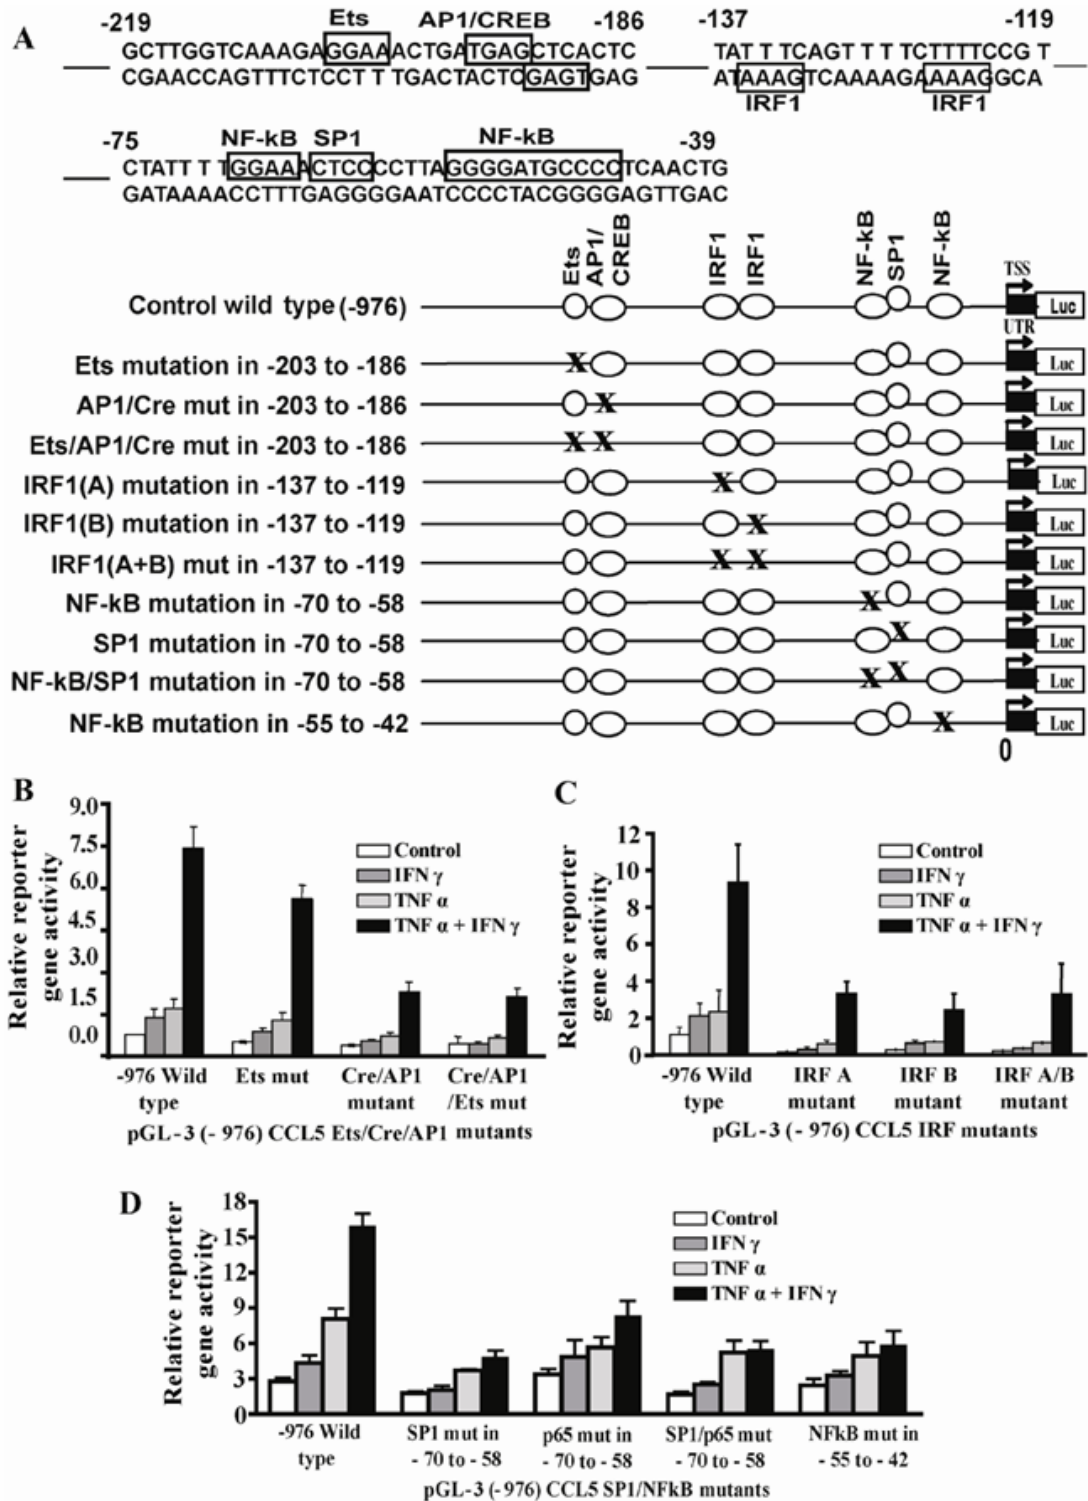 A
-219 Ets AP1/CREB -186 -137 -119
GCTTGGTCAAAGAGGAAACTGATGAGCTCACTC TATTTCAGTTTTCTTTTCCGT
CGAACCAGTTTCTCCTTTGACTACTCGAGTGAG ATAAAGTCAAAAGAAAAGGCA
IRF1 IRF1
-75 NF-kB SP1 NF-kB -39
CTATTTTGGAAACTCCCCTTAGGGGATGCCCCTCAACTG
GATAAAACCTTTGAGGGGAATCCCCTACGGGGAGTTGAC
Ets AP1/ CREB IRF1 IRF1 NF-kB SP1 NF-kB TSS
Control wild type (-976) Luc
UTR
Ets mutation in -203 to -186 X Luc
AP1/Cre mut in -203 to -186 X Luc
Ets/AP1/Cre mut in -203 to -186 X X Luc
IRF1(A) mutation in -137 to -119 X Luc
IRF1(B) mutation in -137 to -119 X Luc
IRF1(A+B) mut in -137 to -119 X X Luc
NF-kB mutation in -70 to -58 X Luc
SP1 mutation in -70 to -58 X Luc
NF-kB/SP1 mutation in -70 to -58 X X Luc
NF-kB mutation in -55 to -42 X Luc
0
B
Relative reporter
gene activity
9.0
7.5
6.0
4.5
3.0
1.5
0.0
Control
IFN γ
TNF α
TNF α + IFN γ
-976 Wild type
Ets mut
Cre/AP1 mutant
Cre/AP1 /Ets mut
pGL-3 (- 976) CCL5 Ets/Cre/AP1 mutants
C
Relative reporter
gene activity
12
10
8
6
4
2
0
Control
IFN γ
TNF α
TNF α + IFN γ
-976 Wild type
IRF A mutant
IRF B mutant
IRF A/B mutant
pGL-3 (- 976) CCL5 IRF mutants
D
Relative reporter
gene activity
18
15
12
9
6
3
0
Control
IFN γ
TNF α
TNF α + IFN γ
-976 Wild type
SP1 mut in - 70 to - 58
p65 mut in - 70 to - 58
SP1/p65 mut - 70 to - 58
NFkB mut in - 55 to - 42
pGL-3 (-976) CCL5 SP1/NFkB mutants